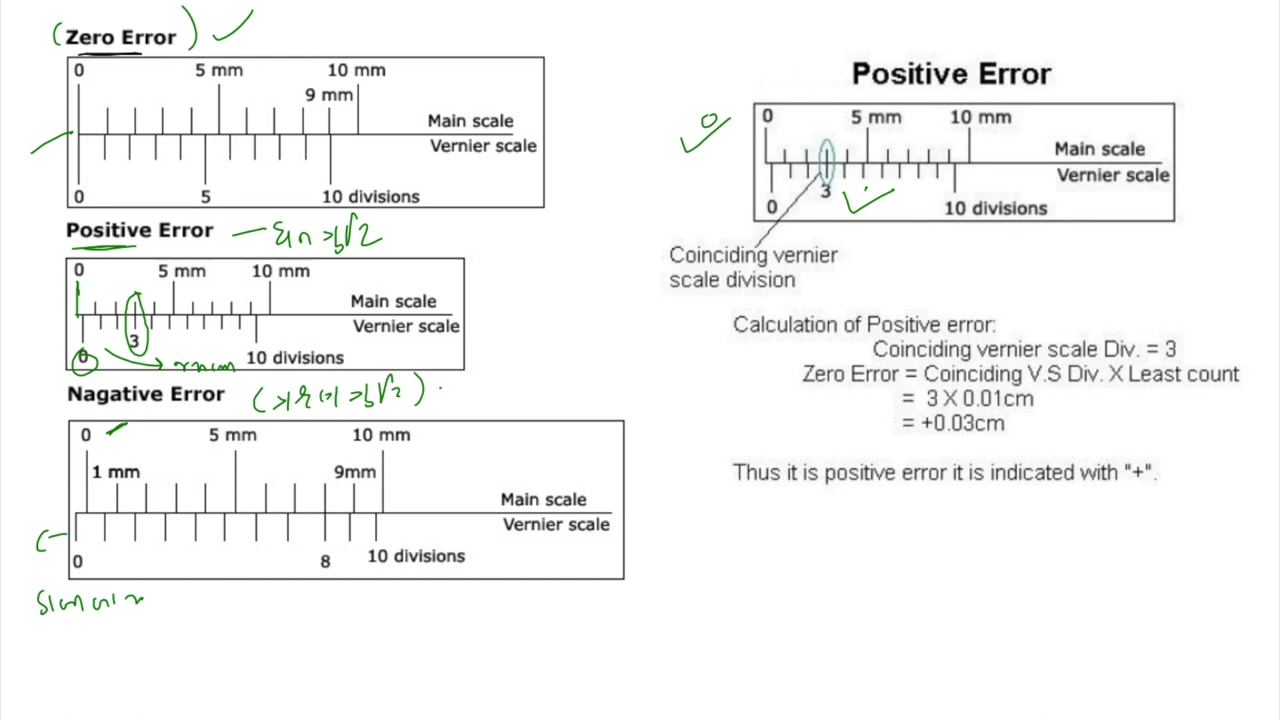 (Zero Error)
0 5 mm 10 mm
9 mm
Main scale
Vernier scale
0 5 10 divisions
Positive Error
0 5 mm 10 mm
Main scale
Vernier scale
3
0 10 divisions
Nagative Error
0 5 mm 10 mm
1 mm 9mm
Main scale
Vernier scale
0 8 10 divisions
Positive Error
0 5 mm 10 mm
Main scale
Vernier scale
3
0 10 divisions
Coinciding vernier
scale division
Calculation of Positive error:
Coinciding vernier scale Div. = 3
Zero Error = Coinciding V.S Div. X Least count
= 3 X 0.01cm
= +0.03cm
Thus it is positive error it is indicated with "+".